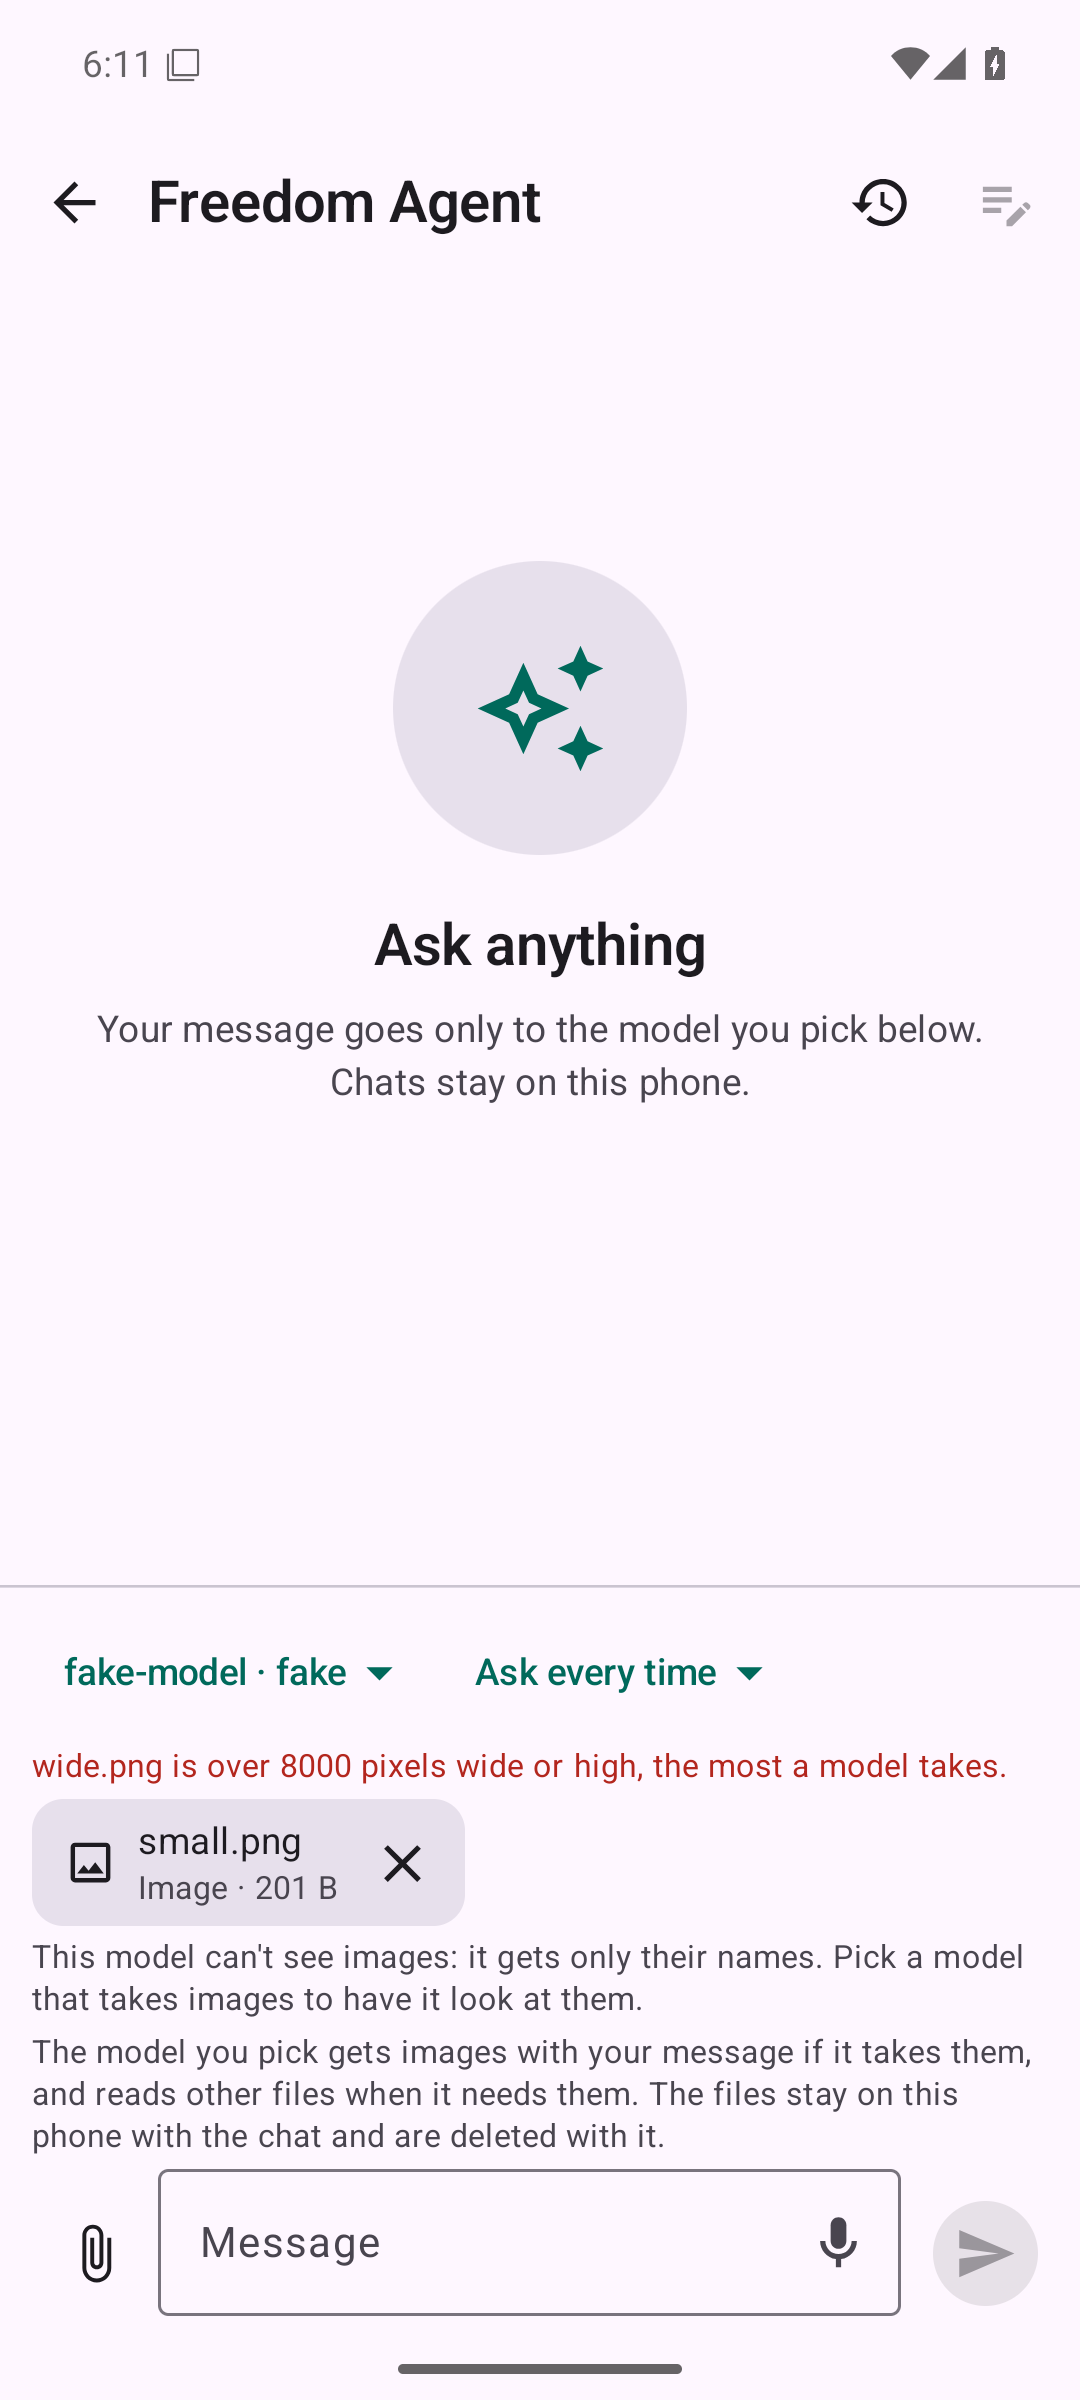 6:11
Freedom Agent
Ask anything
Your message goes only to the model you pick below.
Chats stay on this phone.
fake-model · fake
Ask every time
wide.png is over 8000 pixels wide or high, the most a model takes.
small.png
Image · 201 B
This model can't see images: it gets only their names. Pick a model
that takes images to have it look at them.
The model you pick gets images with your message if it takes them,
and reads other files when it needs them. The files stay on this
phone with the chat and are deleted with it.
Message